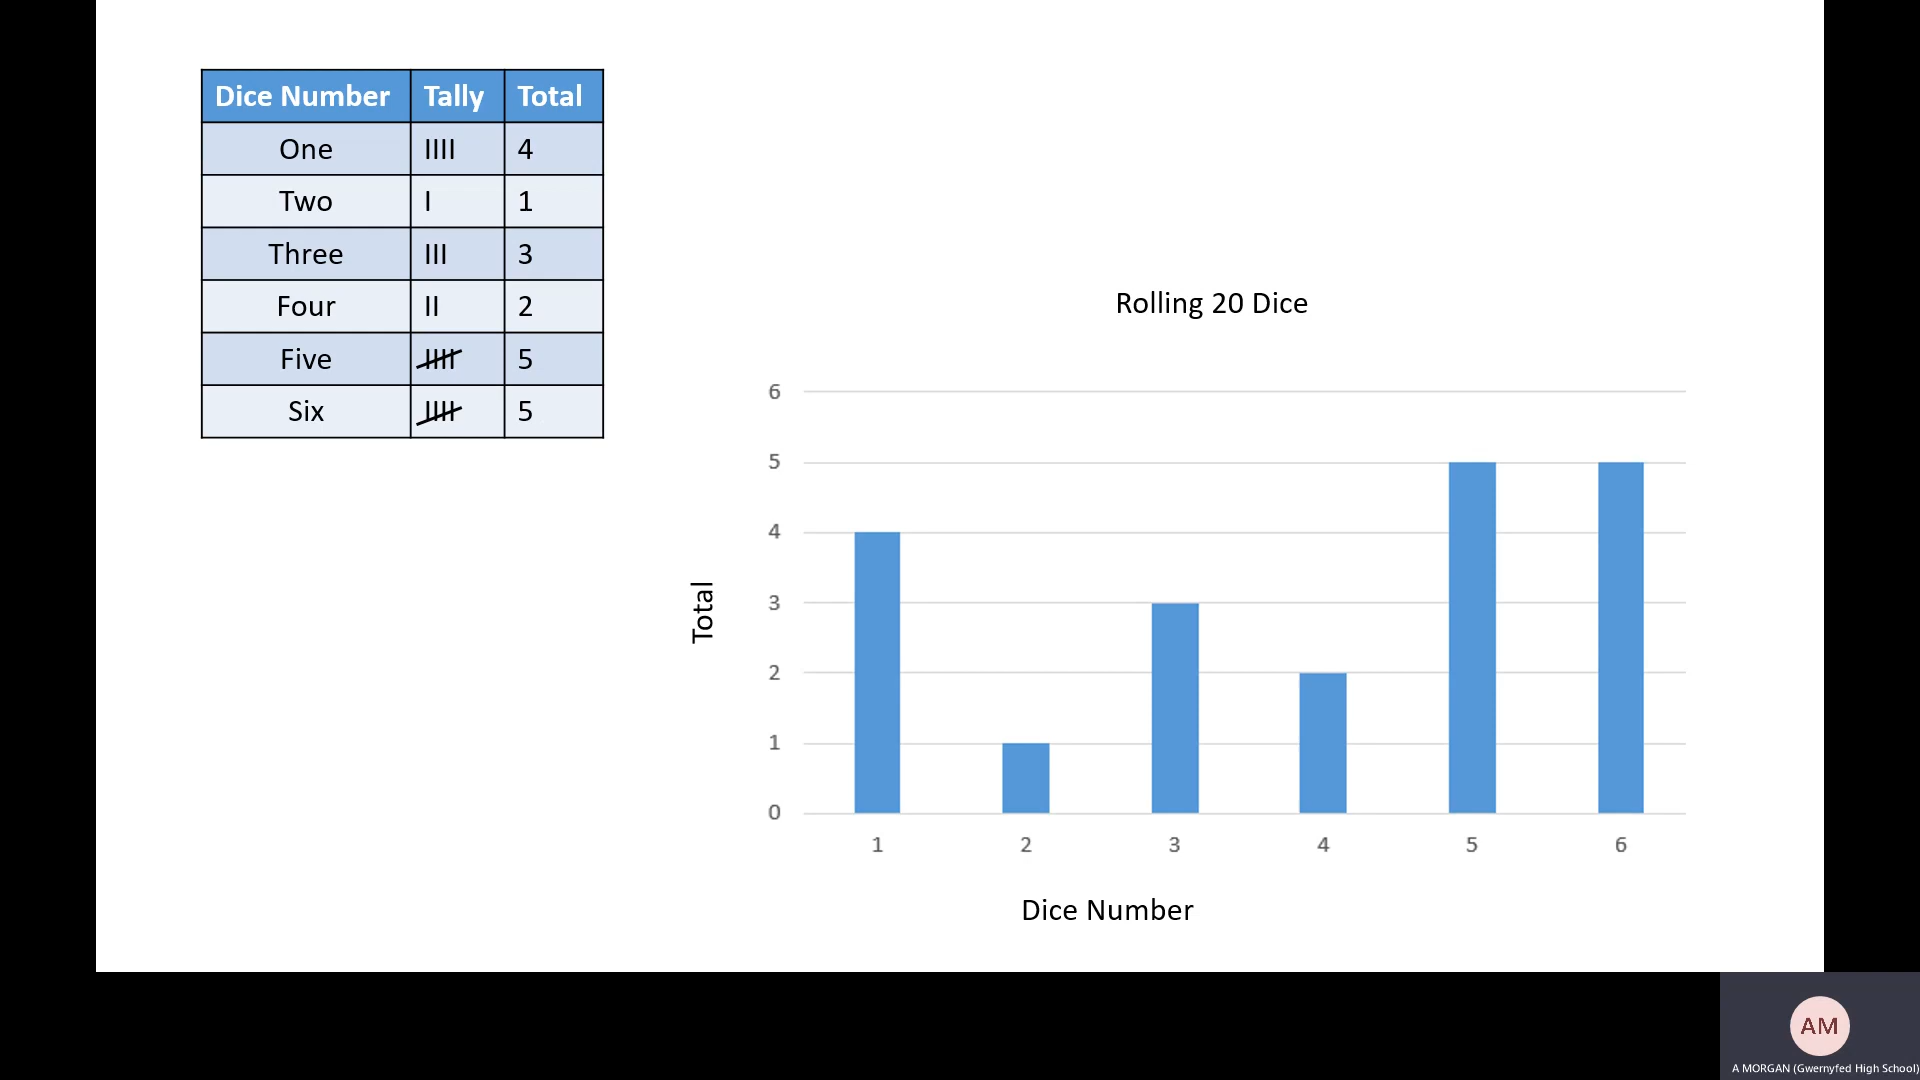 Dice Number Tally Total
One IIII 4
Two I 1
Three III 3
Four II 2
Five IIII 5
Six IIII 5
Rolling 20 Dice
6
5
4
3
2
1
0
Total
1 2 3 4 5 6
Dice Number
AM
A MORGAN (Gwernyfed High School)